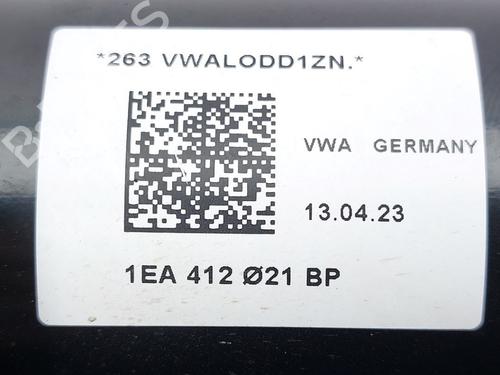 *263 VWALODD1ZN.*
VWA GERMANY
13.04.23
1EA 412 Ø21 BP